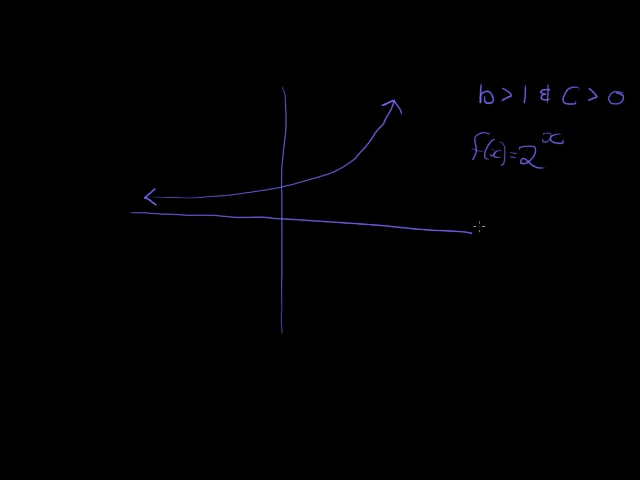 b > 1 & c > 0
f(x) = 2^x